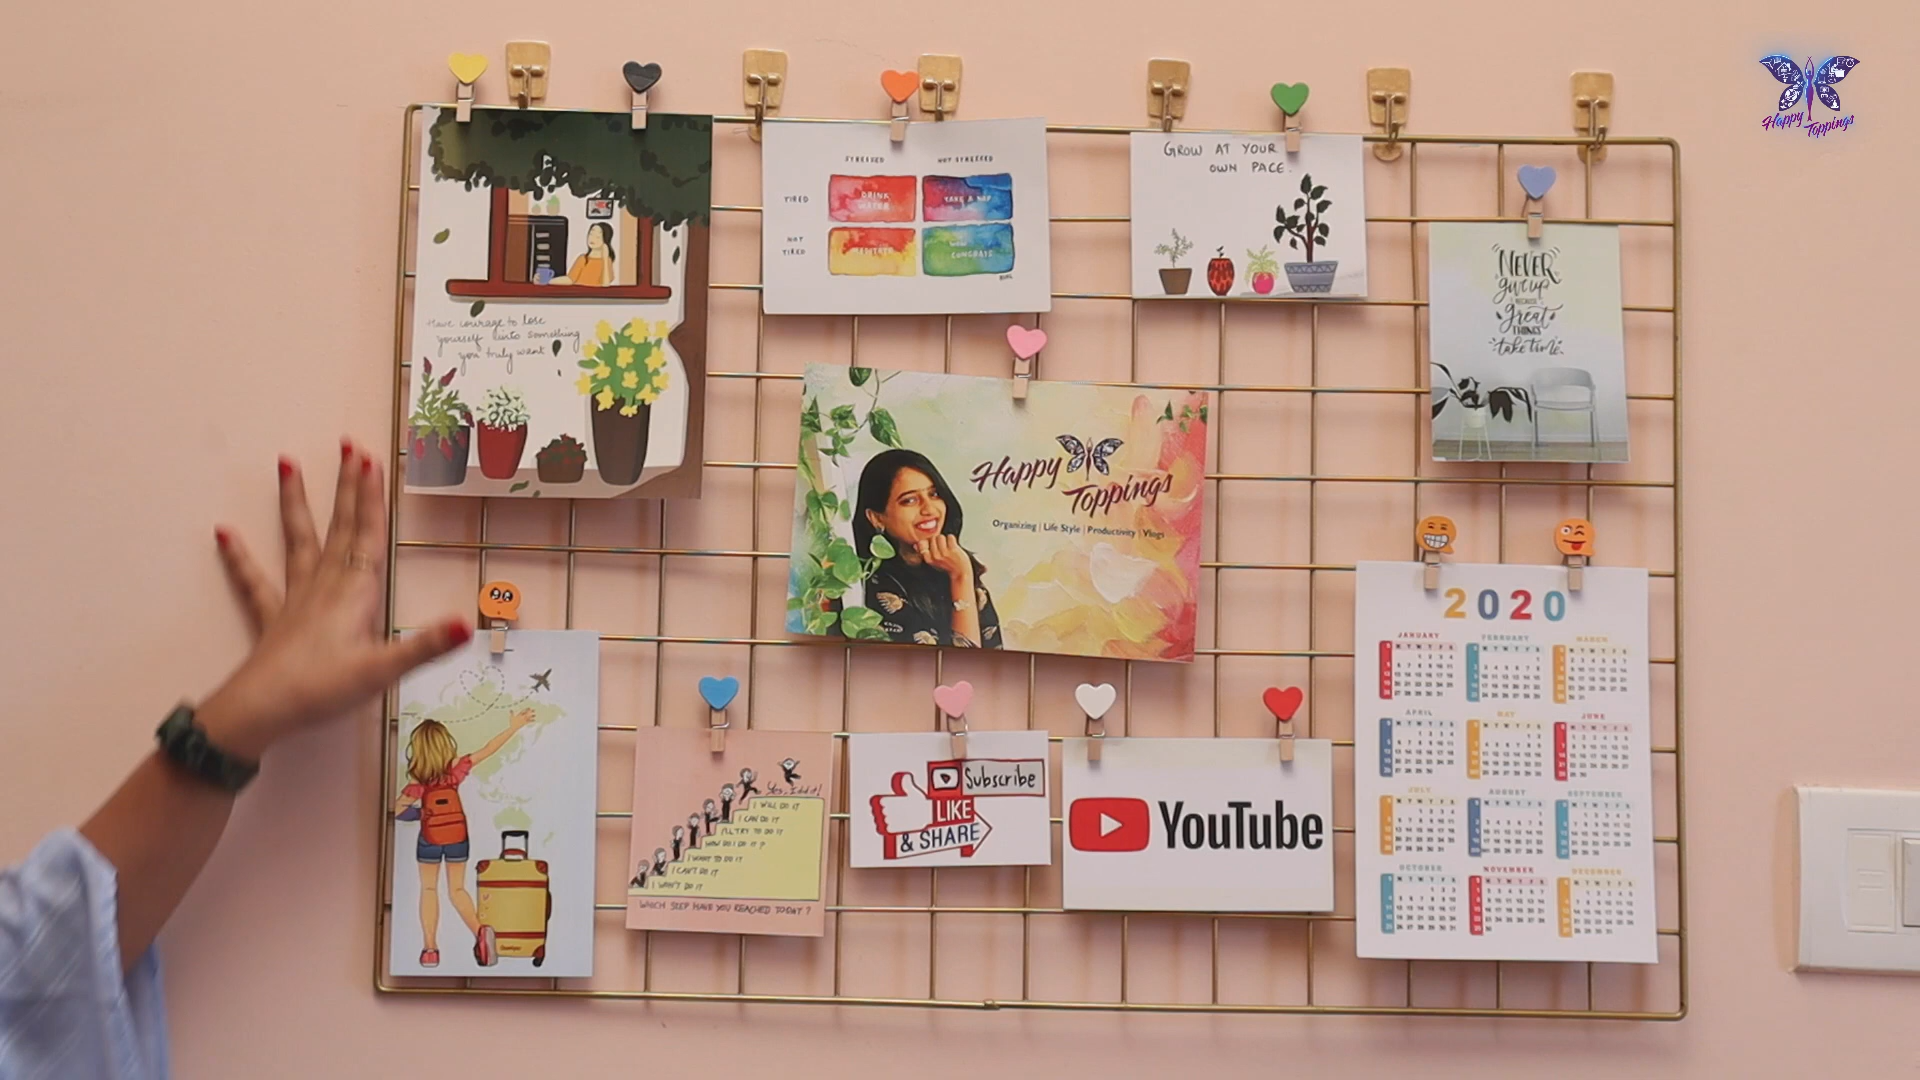 Happy Toppings
Have courage to lose
yourself into something
you truly want
STRESSED NOT STRESSED
TIRED
DRINK
WATER
TAKE A NAP
NOT
TIRED
MEDITATE
CONGRATS
GROW AT YOUR
OWN PACE.
NEVER
give up
BECAUSE
great
THINGS
take time.
Happy
Toppings
Organizing | Life Style | Productivity | Vlogs
Yes, I did it!
I WILL DO IT
I CAN DO IT
I'LL TRY TO DO IT
HOW DO I DO IT?
I WANT TO DO IT
I CAN'T DO IT
I WON'T DO IT
WHICH STEP HAVE YOU REACHED TODAY?
Subscribe
LIKE
& SHARE
YouTube
2020
JANUARY FEBRUARY MARCH
APRIL MAY JUNE
JULY AUGUST SEPTEMBER
OCTOBER NOVEMBER DECEMBER